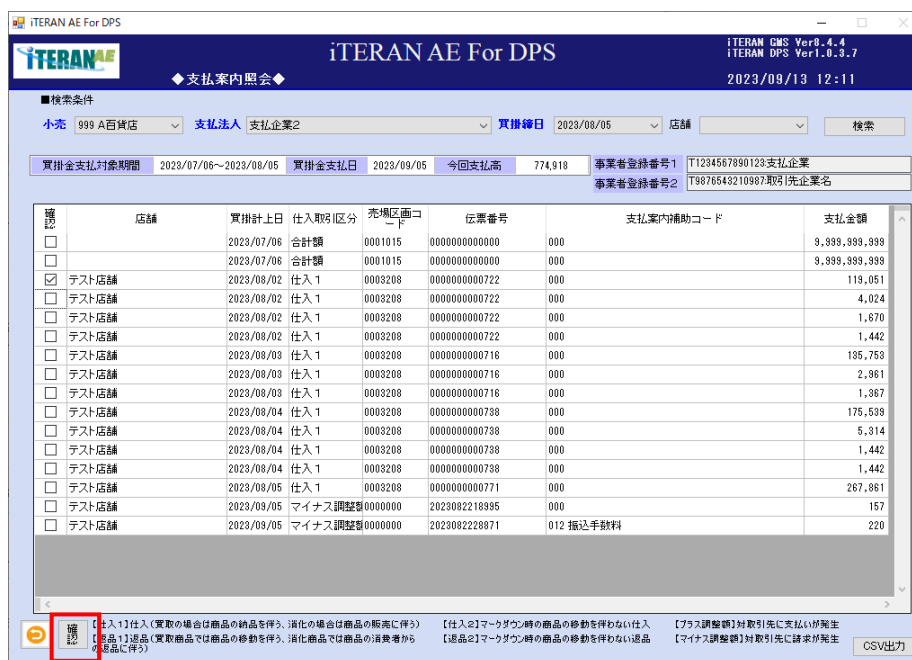 iTERAN AE For DPS
iTERAN AE
iTERAN AE For DPS
iTERAN GMS Ver8.4.4
iTERAN DPS Ver1.0.3.7
◆支払案内照会◆
2023/09/13 12:11
■検索条件
小売 999 A百貨店 支払法人 支払企業2 買掛締日 2023/08/05 店舗 検索
買掛金支払対象期間 2023/07/06～2023/08/05 買掛金支払日 2023/09/05 今回支払高 774,918 事業者登録番号1 T1234567890123:支払企業
事業者登録番号2 T9876543210987:取引先企業名
確認 店舗 買掛計上日 仕入取引区分 売場区画コード 伝票番号 支払案内補助コード 支払金額
2023/07/06 合計額 0001015 0000000000000 000 9,999,999,999
2023/07/06 合計額 0001015 0000000000000 000 9,999,999,999
テスト店舗 2023/08/02 仕入1 0003208 0000000000722 000 119,051
テスト店舗 2023/08/02 仕入1 0003208 0000000000722 000 4,024
テスト店舗 2023/08/02 仕入1 0003208 0000000000722 000 1,670
テスト店舗 2023/08/02 仕入1 0003208 0000000000722 000 1,442
テスト店舗 2023/08/03 仕入1 0003208 0000000000716 000 135,753
テスト店舗 2023/08/03 仕入1 0003208 0000000000716 000 2,961
テスト店舗 2023/08/03 仕入1 0003208 0000000000716 000 1,367
テスト店舗 2023/08/04 仕入1 0003208 0000000000738 000 175,539
テスト店舗 2023/08/04 仕入1 0003208 0000000000738 000 5,314
テスト店舗 2023/08/04 仕入1 0003208 0000000000738 000 1,442
テスト店舗 2023/08/04 仕入1 0003208 0000000000738 000 1,442
テスト店舗 2023/08/05 仕入1 0003208 0000000000771 000 267,861
テスト店舗 2023/09/05 マイナス調整額 0000000 2023082218995 000 157
テスト店舗 2023/09/05 マイナス調整額 0000000 2023082228871 012 振込手数料 220
確認
【仕入1】仕入(買取の場合は商品の納品を伴う、消化の場合は商品の販売に伴う) 【仕入2】マークダウン時の商品の移動を伴わない仕入 【プラス調整額】対取引先に支払いが発生
【返品1】返品(買取商品では商品の移動を伴う、消化商品では商品の消費者からの返品に伴う) 【返品2】マークダウン時の商品の移動を伴わない返品 【マイナス調整額】対取引先に請求が発生
CSV出力